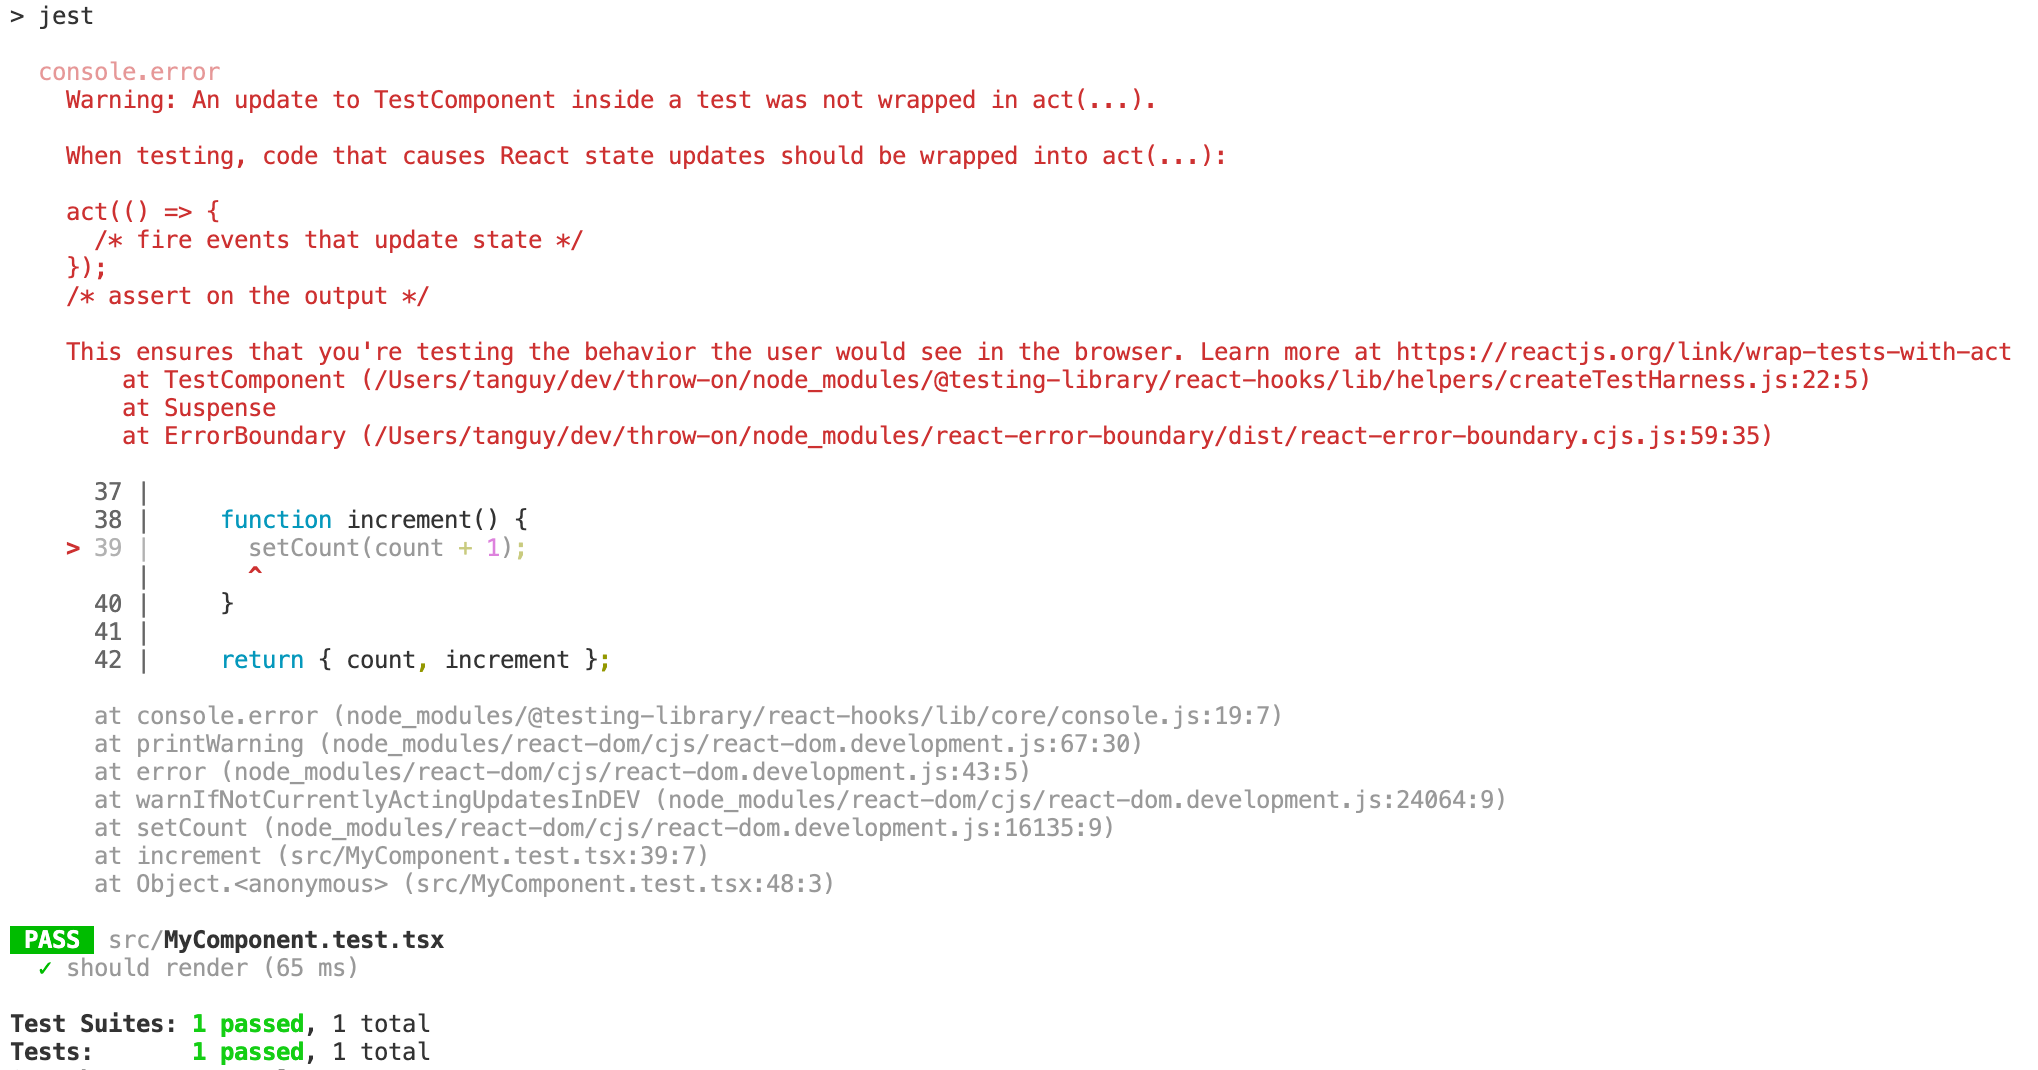 > jest
console.error
Warning: An update to TestComponent inside a test was not wrapped in act(...).
When testing, code that causes React state updates should be wrapped into act(...):
act(() => {
/* fire events that update state */
});
/* assert on the output */
This ensures that you're testing the behavior the user would see in the browser. Learn more at https://reactjs.org/link/wrap-tests-with-act
at TestComponent (/Users/tanguy/dev/throw-on/node_modules/@testing-library/react-hooks/lib/helpers/createTestHarness.js:22:5)
at Suspense
at ErrorBoundary (/Users/tanguy/dev/throw-on/node_modules/react-error-boundary/dist/react-error-boundary.cjs.js:59:35)
37 |
38 |     function increment() {
> 39 |       setCount(count + 1);
|       ^
40 |     }
41 |
42 |     return { count, increment };
at console.error (node_modules/@testing-library/react-hooks/lib/core/console.js:19:7)
at printWarning (node_modules/react-dom/cjs/react-dom.development.js:67:30)
at error (node_modules/react-dom/cjs/react-dom.development.js:43:5)
at warnIfNotCurrentlyActingUpdatesInDEV (node_modules/react-dom/cjs/react-dom.development.js:24064:9)
at setCount (node_modules/react-dom/cjs/react-dom.development.js:16135:9)
at increment (src/MyComponent.test.tsx:39:7)
at Object.<anonymous> (src/MyComponent.test.tsx:48:3)
PASS src/MyComponent.test.tsx
✓ should render (65 ms)
Test Suites: 1 passed, 1 total
Tests:       1 passed, 1 total